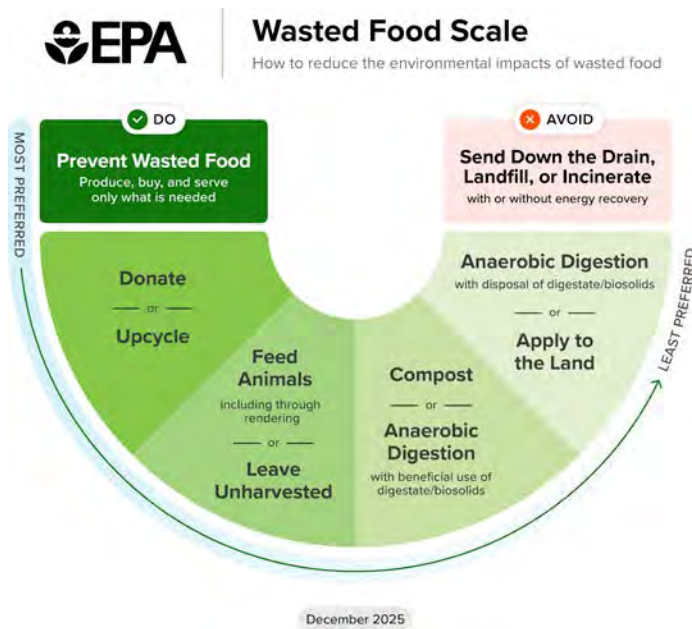 EPA
Wasted Food Scale
How to reduce the environmental impacts of wasted food
DO
Prevent Wasted Food
Produce, buy, and serve
only what is needed
AVOID
Send Down the Drain,
Landfill, or Incinerate
with or without energy recovery
MOST PREFERRED
Donate
or
Upcycle
Feed
Animals
including through
rendering
or
Leave
Unharvested
Compost
or
Anaerobic
Digestion
with beneficial use of
digestate/biosolids
Anaerobic Digestion
with disposal of digestate/biosolids
or
Apply to
the Land
LEAST PREFERRED
December 2025